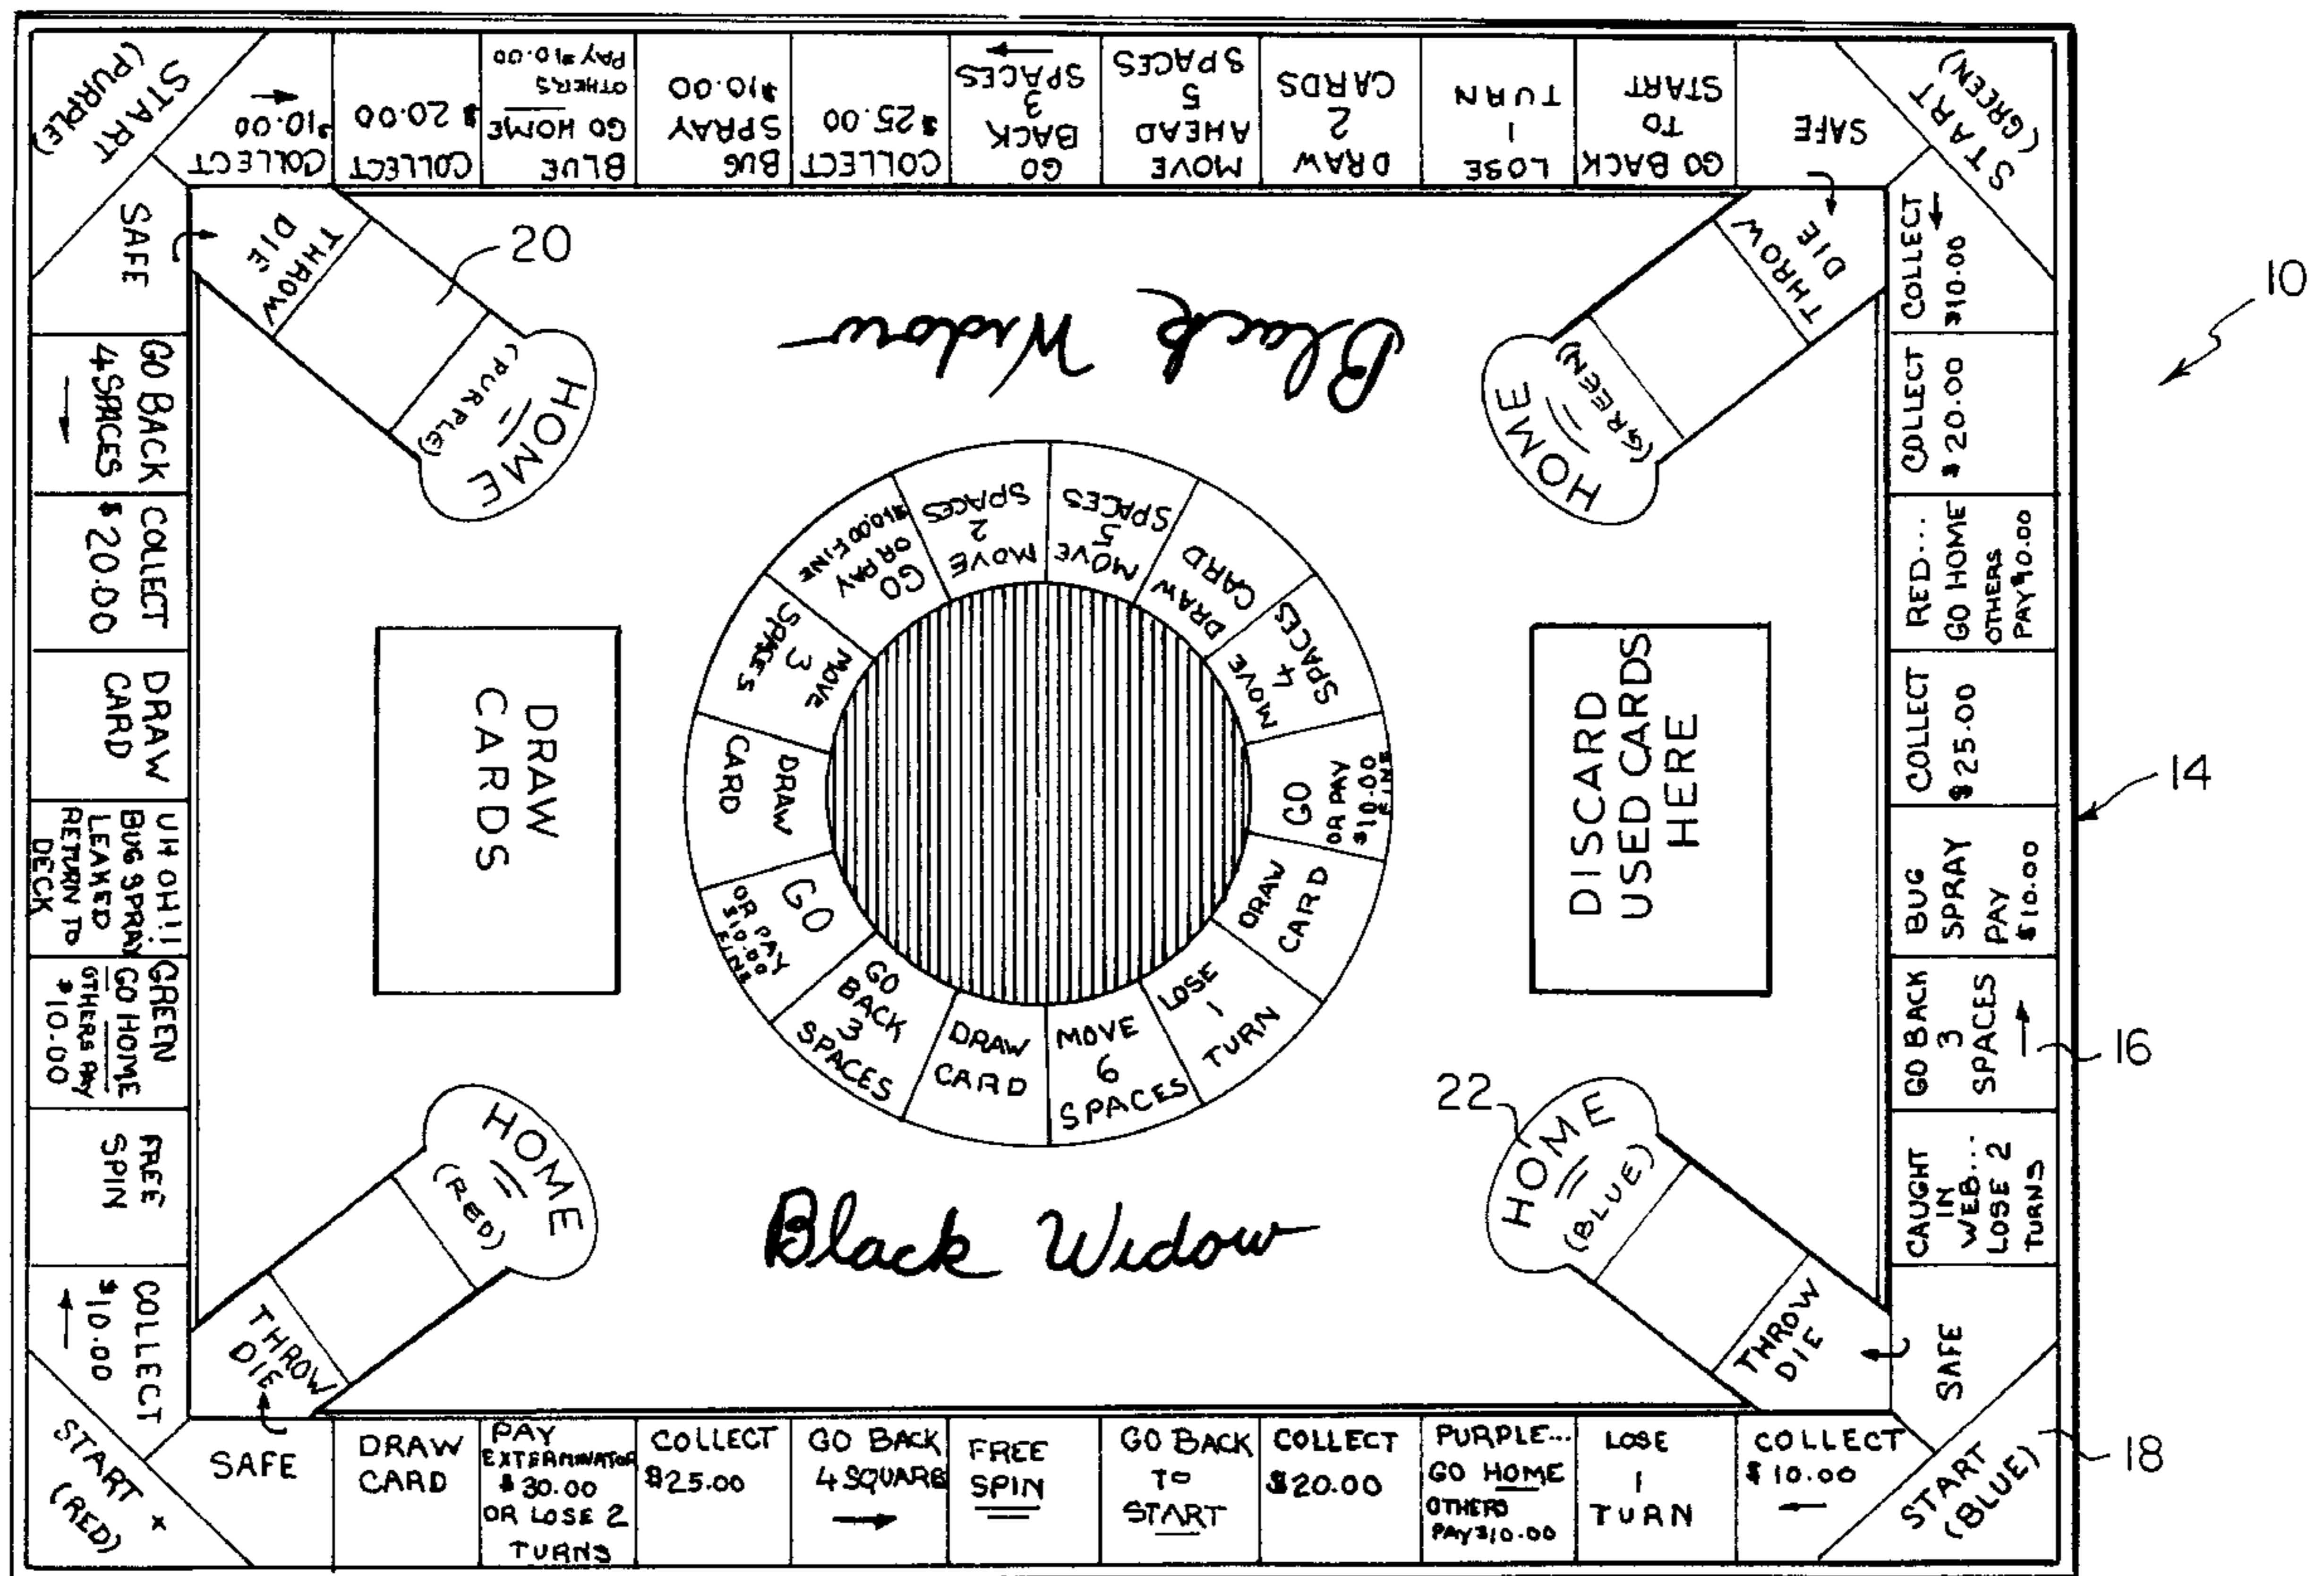 START
(PURPLE)
COLLECT
$10.00
COLLECT
$20.00
BLUE
GO HOME
OTHERS
PAY $10.00
BUG
SPRAY
$10.00
COLLECT
$25.00
GO
BACK
3
SPACES
MOVE
AHEAD
5
SPACES
DRAW
2
CARDS
LOSE
1
TURN
GO BACK
TO
START
SAFE
START
(GREEN)
COLLECT
$10.00
COLLECT
$20.00
RED...
GO HOME
OTHERS
PAY $10.00
COLLECT
$25.00
BUG
SPRAY
PAY
$10.00
GO BACK
3
SPACES
CAUGHT
IN
WEB...
LOSE 2
TURNS
SAFE
START
(BLUE)
COLLECT
$10.00
LOSE
1
TURN
PURPLE...
GO HOME
OTHERS
PAY $10.00
COLLECT
$20.00
GO BACK
TO
START
FREE
SPIN
GO BACK
4 SQUARE
COLLECT
$25.00
PAY
EXTERMINATOR
$30.00
OR LOSE 2
TURNS
DRAW
CARD
SAFE
START x
(RED)
COLLECT
$10.00
FREE
SPIN
GREEN
GO HOME
OTHERS PAY
$10.00
UH OH!!
BUG SPRAY
LEAKED
RETURN TO
DECK
DRAW
CARD
COLLECT
$20.00
GO BACK
4 SPACES
SAFE
THROW
DIE
HOME
(PURPLE)
20
THROW
DIE
HOME
(GREEN)
10
Black Widow
MOVE
2
SPACES
MOVE
5
SPACES
DRAW
CARD
MOVE
4
SPACES
GO
OR PAY
$10.00
FINE
DRAW
CARD
LOSE
1
TURN
MOVE
6
SPACES
DRAW
CARD
GO
BACK
3
SPACES
GO
OR PAY
$10.00
FINE
DRAW
CARD
MOVE
3
SPACES
GO
OR PAY
$10.00 FINE
DRAW
CARDS
DISCARD
USED CARDS
HERE
14
16
22
HOME
(RED)
THROW
DIE
Black Widow
HOME
(BLUE)
THROW
DIE
18